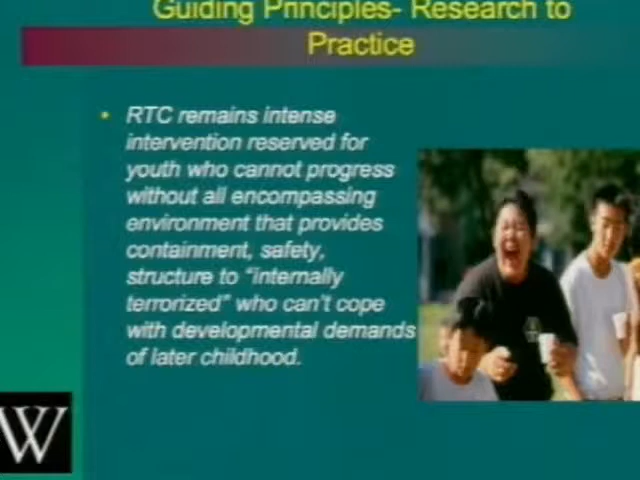 Guiding Principles- Research to
Practice
• RTC remains intense
intervention reserved for
youth who cannot progress
without all encompassing
environment that provides
containment, safety,
structure to "internally
terrorized" who can't cope
with developmental demands
of later childhood.
W